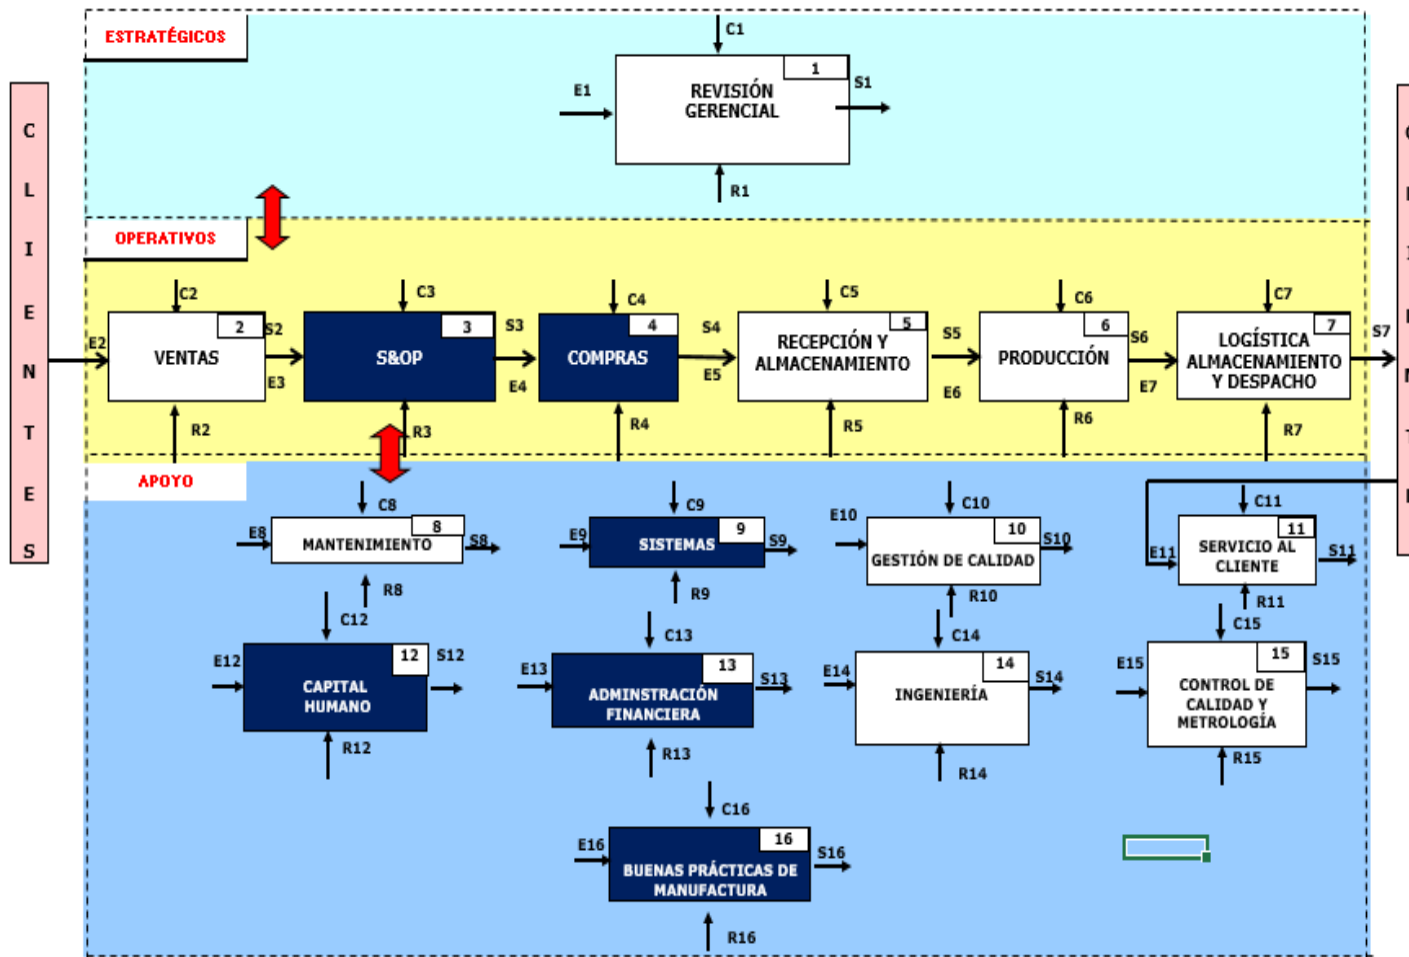 ESTRATÉGICOS
C1
1
E1
REVISIÓN
GERENCIAL
S1
R1
C
L
I
E
N
T
E
S
OPERATIVOS
C2
C3
C4
C5
C6
C7
E2
2
VENTAS
S2
E3
3
S&OP
S3
E4
4
COMPRAS
S4
E5
5
RECEPCIÓN Y
ALMACENAMIENTO
S5
E6
6
PRODUCCIÓN
S6
E7
7
LOGÍSTICA
ALMACENAMIENTO
Y DESPACHO
S7
R2
R3
R4
R5
R6
R7
APOYO
C8
C9
C10
C11
E8
8
MANTENIMIENTO
S8
E9
9
SISTEMAS
S9
E10
10
GESTIÓN DE CALIDAD
S10
E11
11
SERVICIO AL
CLIENTE
S11
R8
R9
R10
R11
C12
C13
C14
C15
E12
12
CAPITAL
HUMANO
S12
E13
13
ADMINSTRACIÓN
FINANCIERA
S13
E14
14
INGENIERÍA
S14
E15
15
CONTROL DE
CALIDAD Y
METROLOGÍA
S15
R12
R13
R14
R15
C16
E16
16
BUENAS PRÁCTICAS DE
MANUFACTURA
S16
R16